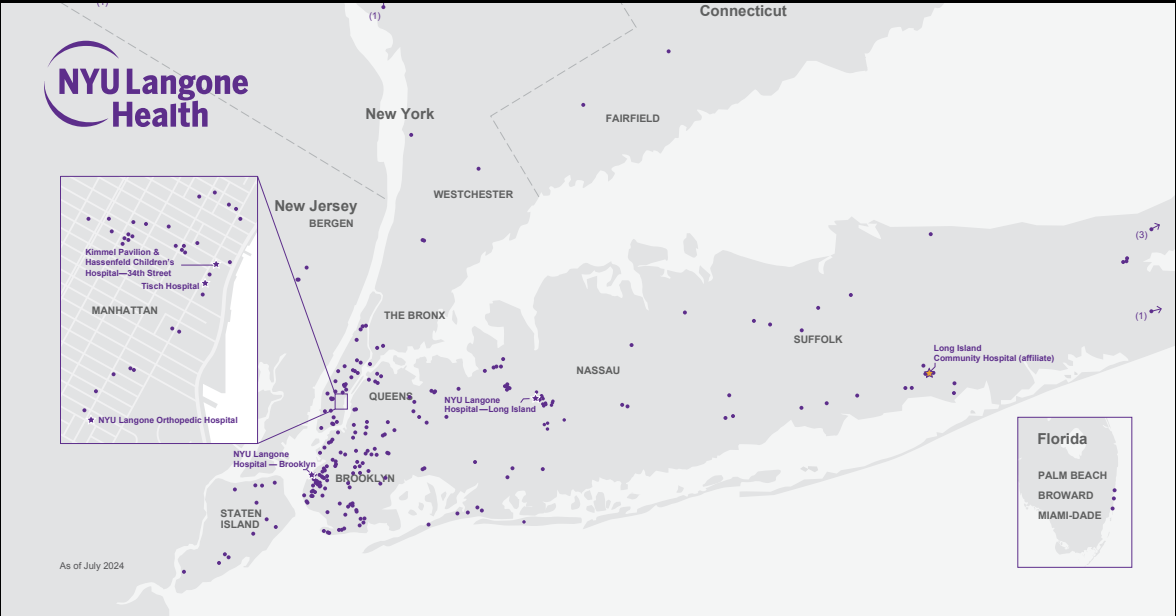 (1)
(1)
Connecticut
NYU Langone
Health
New York
FAIRFIELD
WESTCHESTER
New Jersey
BERGEN
(3)
Kimmel Pavilion &
Hassenfeld Children's
Hospital—34th Street
Tisch Hospital
MANHATTAN
THE BRONX
(1)
SUFFOLK
Long Island
Community Hospital (affiliate)
NASSAU
QUEENS
NYU Langone
Hospital—Long Island
NYU Langone Orthopedic Hospital
NYU Langone
Hospital — Brooklyn
BROOKLYN
STATEN
ISLAND
Florida
PALM BEACH
BROWARD
MIAMI-DADE
As of July 2024